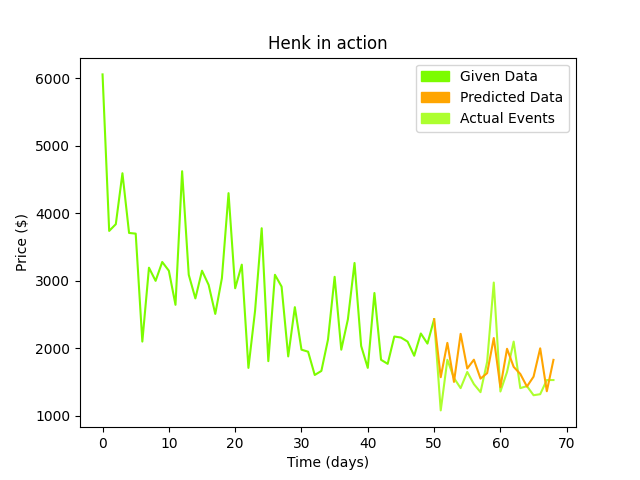 Henk in action
Given Data
Predicted Data
Actual Events
Price ($)
6000
5000
4000
3000
2000
1000
0 10 20 30 40 50 60 70
Time (days)